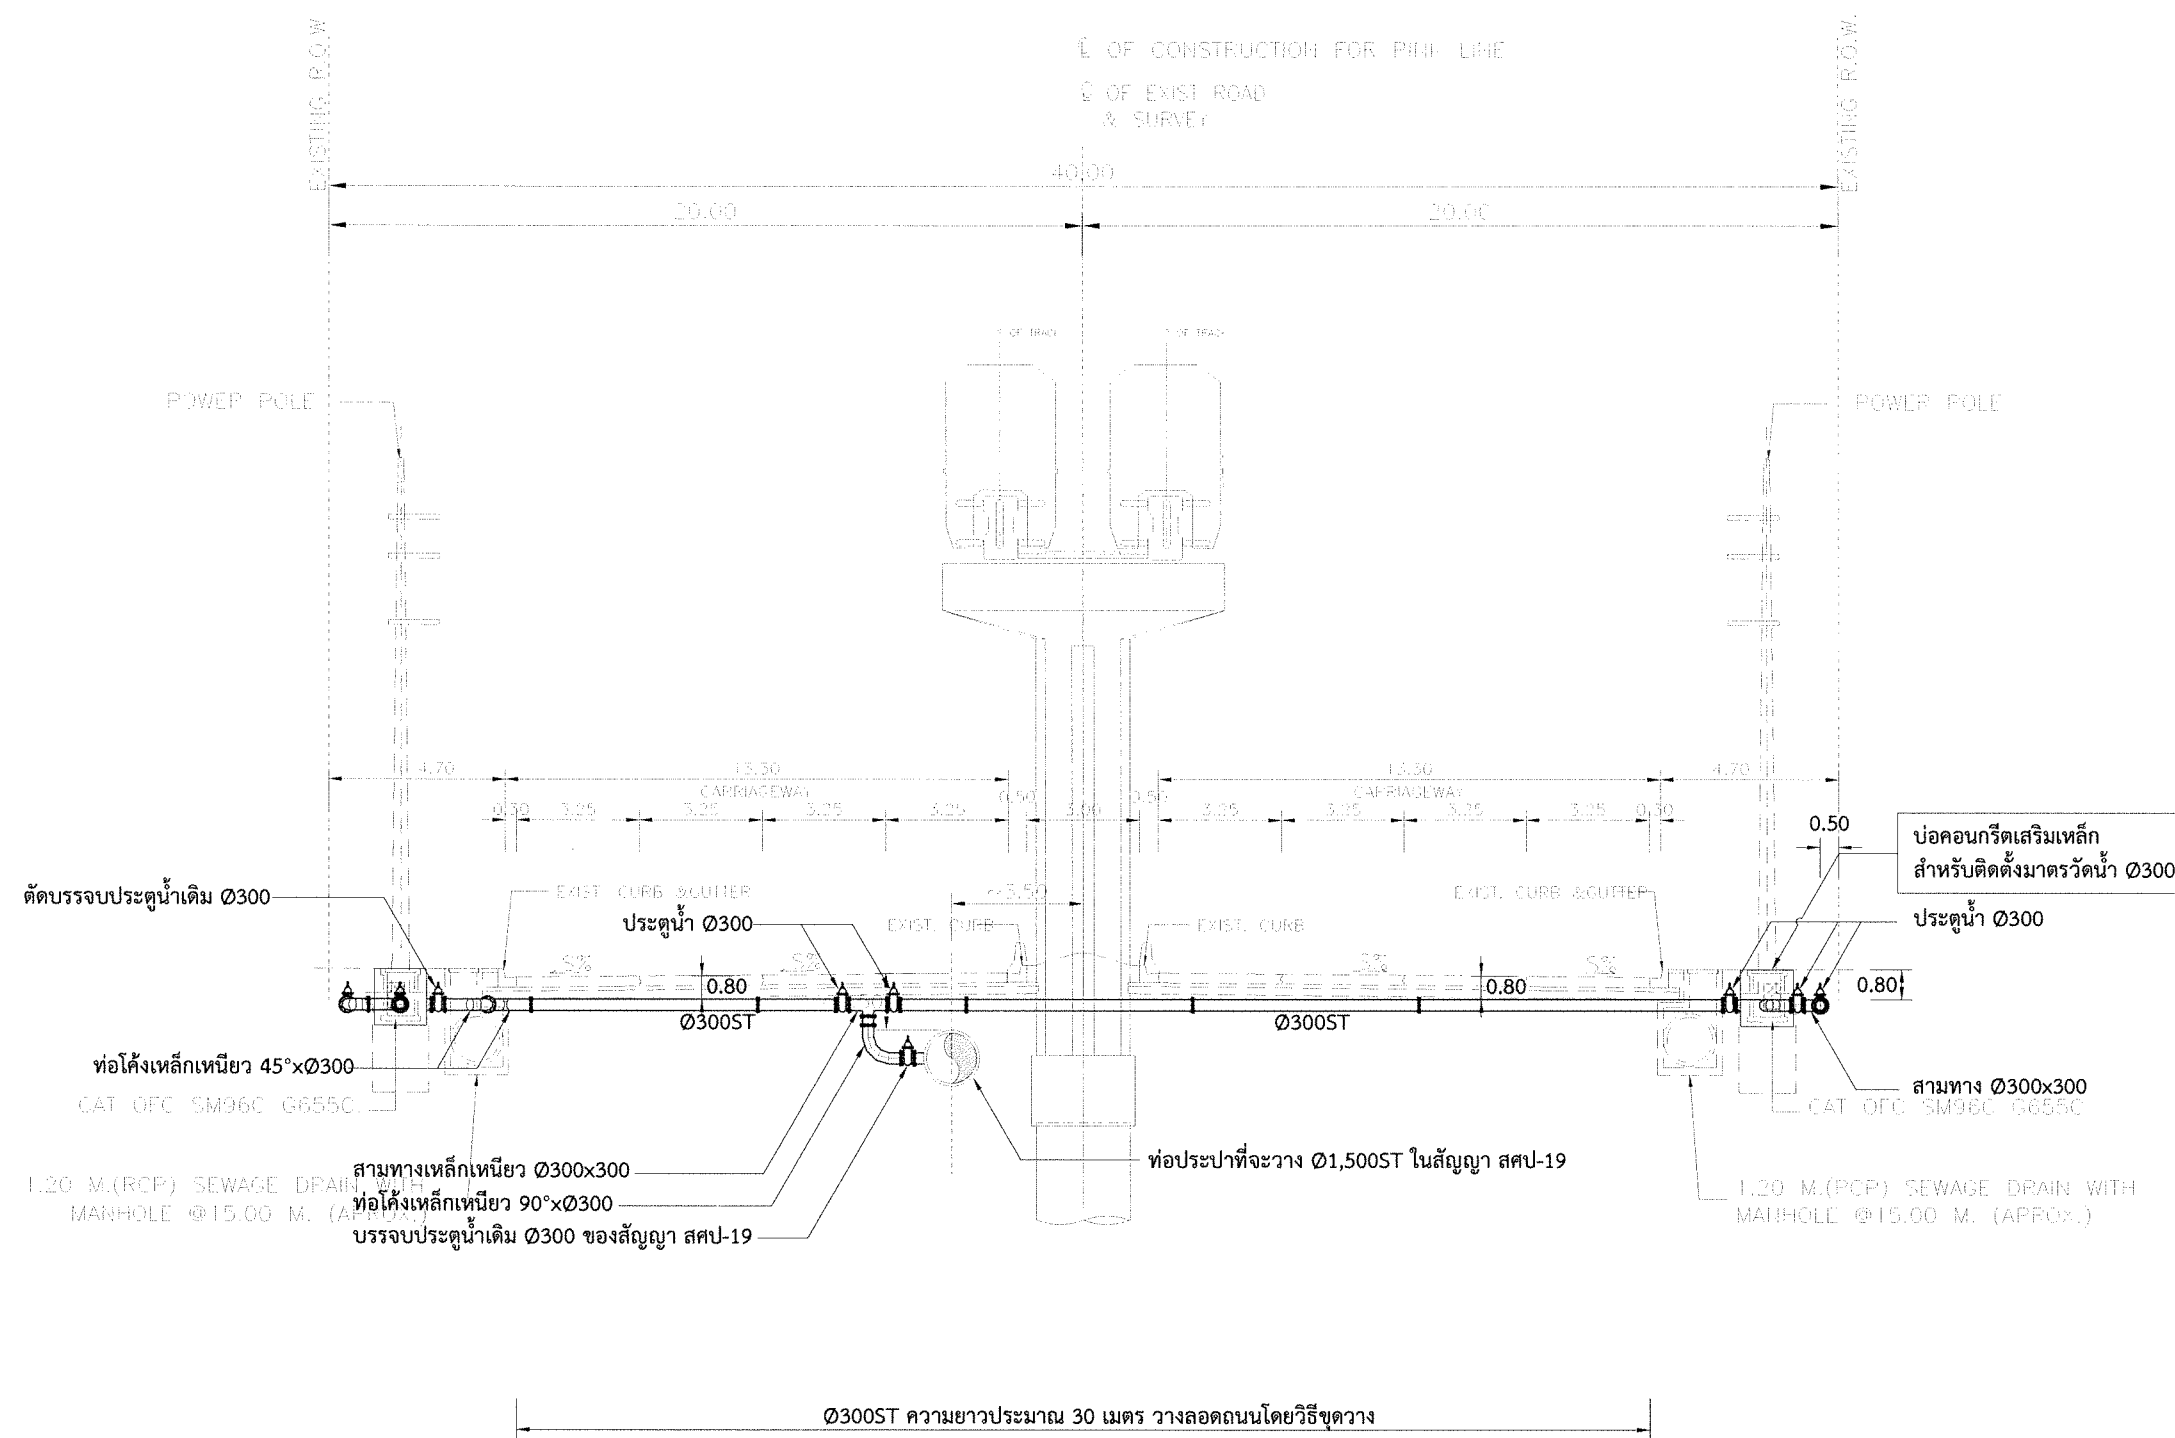 EXISTING R.O.W.
EXISTING R.O.W.
℄ OF CONSTRUCTION FOR PINK LINE
℄ OF EXIST ROAD
& SURVEY
40.00
20.00
20.00
OF TRACK
OF TRACK
POWER POLE
POWER POLE
4.70
13.30
13.30
4.70
CARRIAGEWAY
CARRIAGEWAY
0.30
3.25
3.25
3.25
3.25
0.50
3.00
0.50
3.25
3.25
3.25
3.25
0.30
0.50
บ่อคอนกรีตเสริมเหล็ก
สำหรับติดตั้งมาตรวัดน้ำ Ø300
ตัดบรรจบประตูน้ำเดิม Ø300
EXIST. CURB &GUTTER
~3.50
EXIST. CURB &GUTTER
ประตูน้ำ Ø300
EXIST. CURB
EXIST. CURB
ประตูน้ำ Ø300
S%
S%
S%
S%
0.80
0.80
0.80
Ø300ST
Ø300ST
ท่อโค้งเหล็กเหนียว 45°xØ300
สามทาง Ø300x300
CAT OFC SM96C G655C
CAT OFC SM96C G655C
สามทางเหล็กเหนียว Ø300x300
ท่อประปาที่จะวาง Ø1,500ST ในสัญญา สศป-19
1.20 M.(RCP) SEWAGE DRAIN WITH
MANHOLE @15.00 M. (APROX.)
ท่อโค้งเหล็กเหนียว 90°xØ300
บรรจบประตูน้ำเดิม Ø300 ของสัญญา สศป-19
1.20 M.(RCP) SEWAGE DRAIN WITH
MANHOLE @15.00 M. (APROX.)
Ø300ST ความยาวประมาณ 30 เมตร วางลอดถนนโดยวิธีขุดวาง